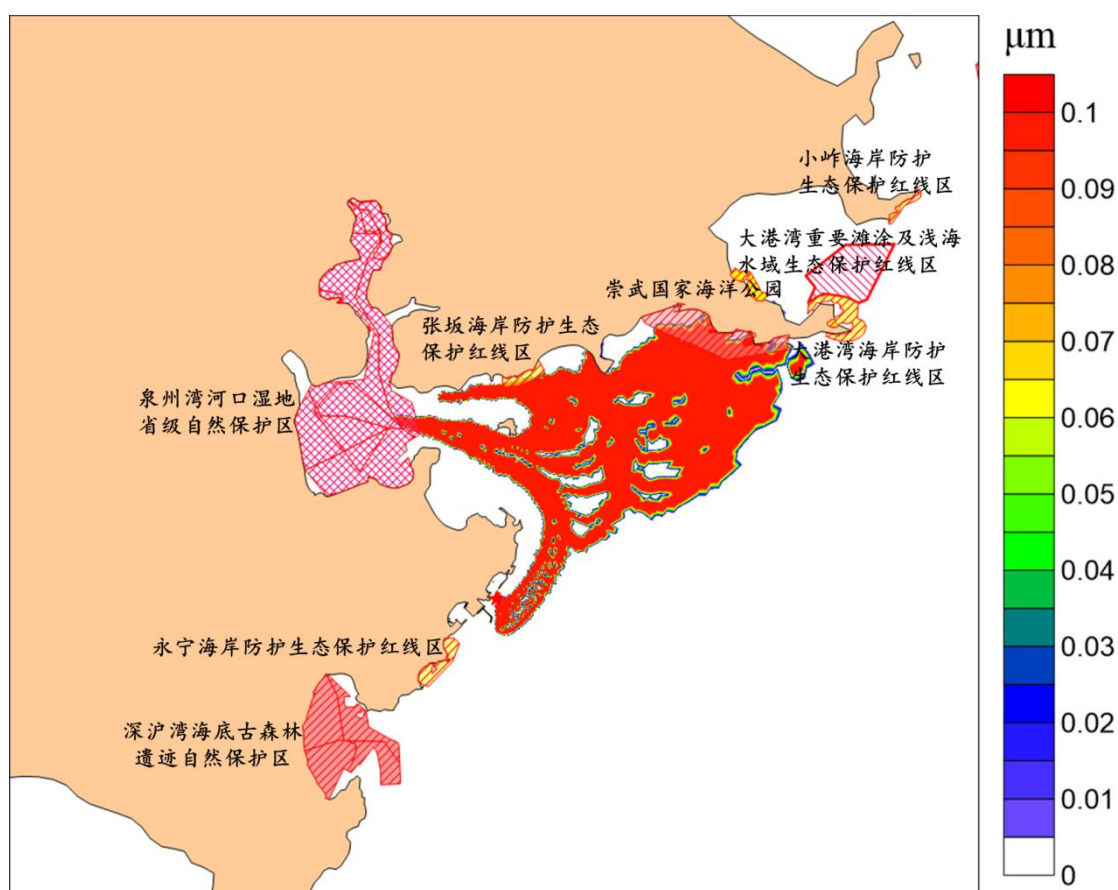 μm
0.1
0.09
0.08
0.07
0.06
0.05
0.04
0.03
0.02
0.01
0
小岞海岸防护
生态保护红线区
大港湾重要滩涂及浅海
水域生态保护红线区
崇武国家海洋公园
张坂海岸防护生态
保护红线区
大港湾海岸防护
生态保护红线区
泉州湾河口湿地
省级自然保护区
永宁海岸防护生态保护红线区
深沪湾海底古森林
遗迹自然保护区